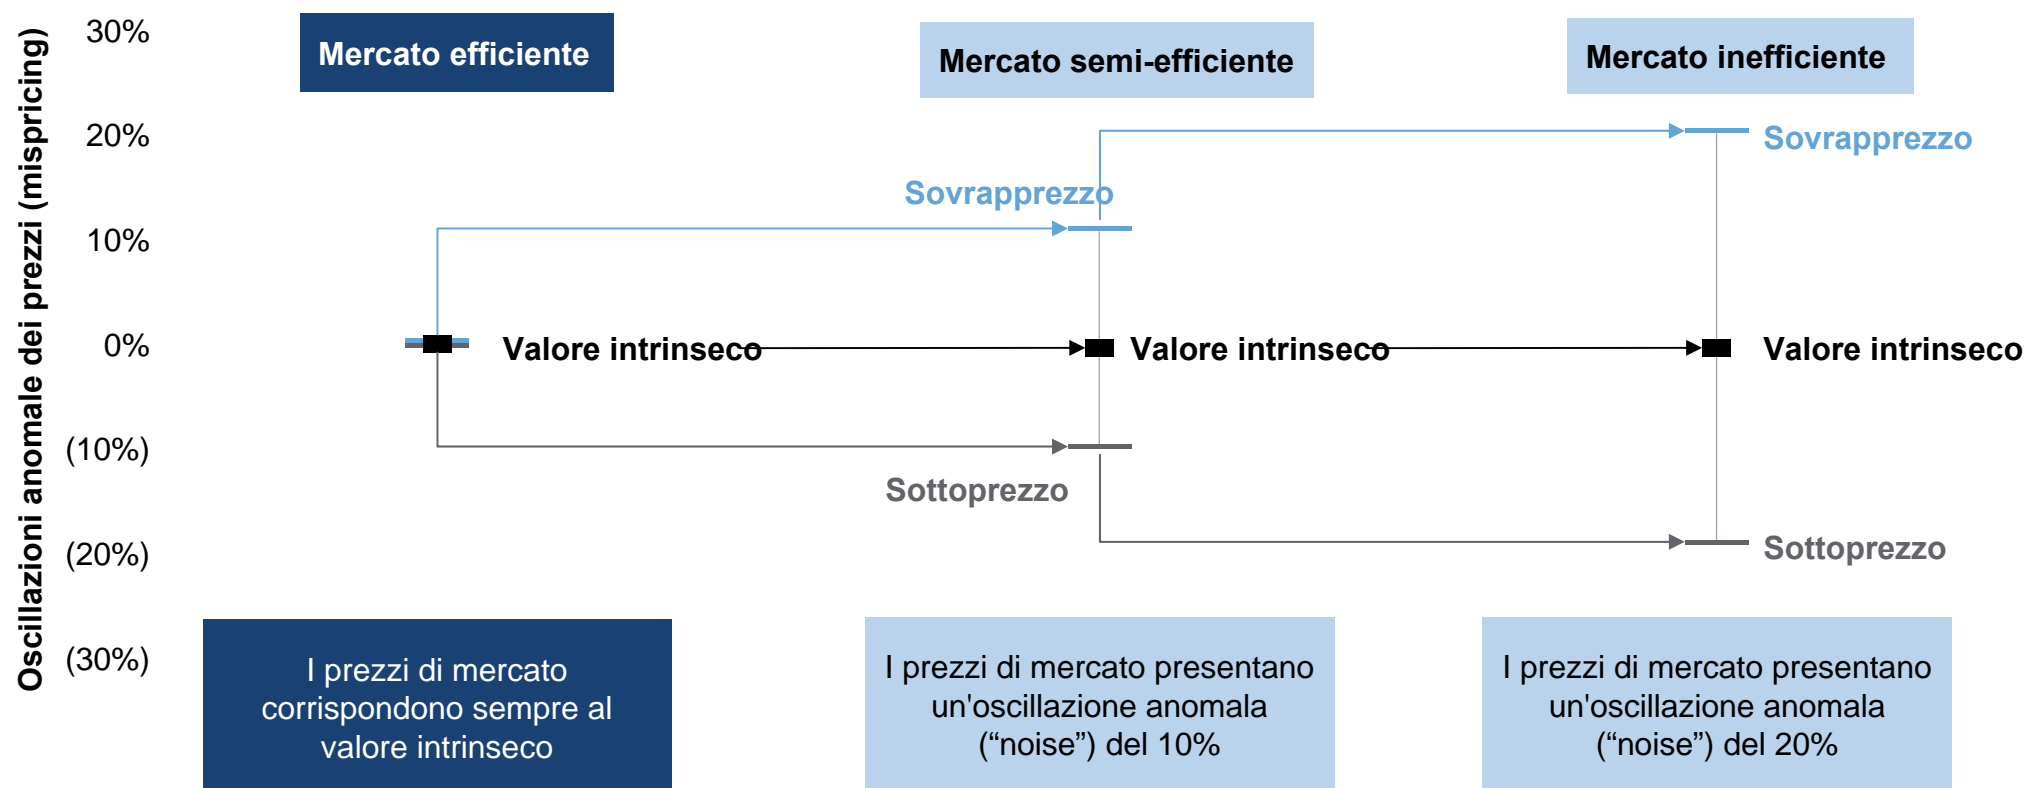 Oscillazioni anomale dei prezzi (mispricing)
30%
20%
10%
0%
(10%)
(20%)
(30%)
Mercato efficiente
Mercato semi-efficiente
Mercato inefficiente
Sovrapprezzo
Sovrapprezzo
Valore intrinseco
Valore intrinseco
Valore intrinseco
Sottoprezzo
Sottoprezzo
I prezzi di mercato
corrispondono sempre al
valore intrinseco
I prezzi di mercato presentano
un'oscillazione anomala
(“noise”) del 10%
I prezzi di mercato presentano
un'oscillazione anomala
(“noise”) del 20%